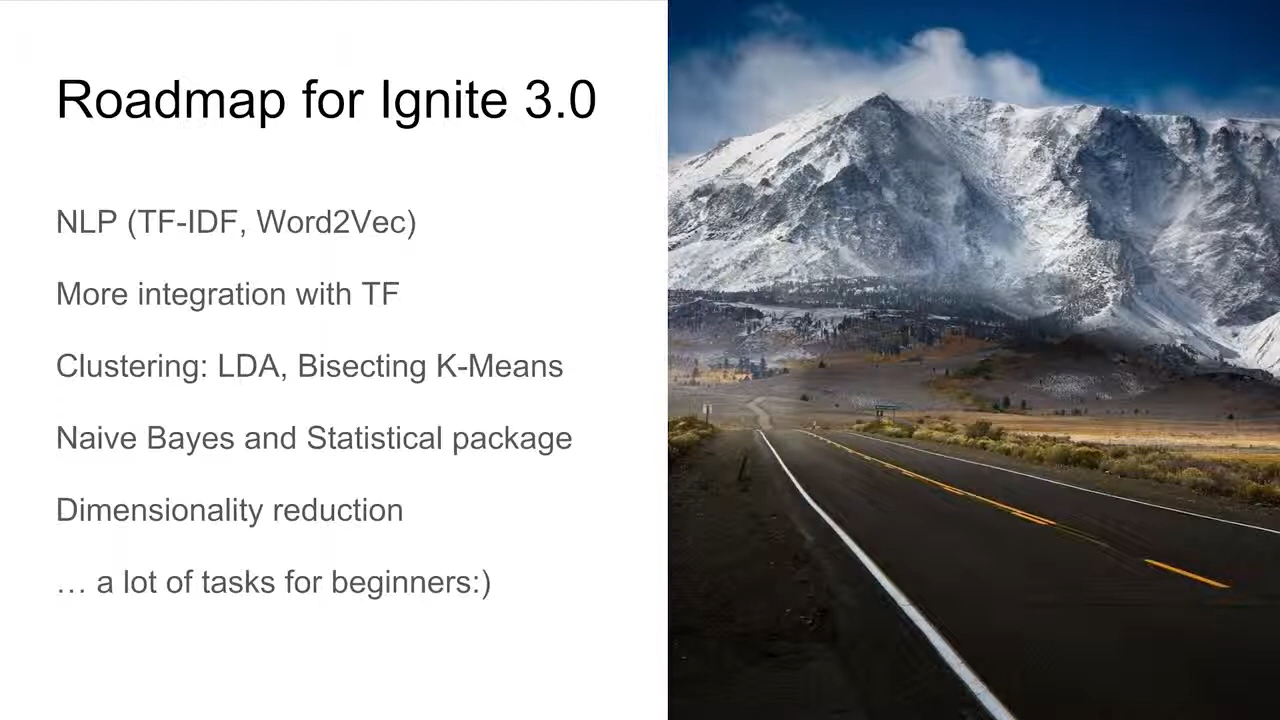 Roadmap for Ignite 3.0
NLP (TF-IDF, Word2Vec)
More integration with TF
Clustering: LDA, Bisecting K-Means
Naive Bayes and Statistical package
Dimensionality reduction
… a lot of tasks for beginners:)